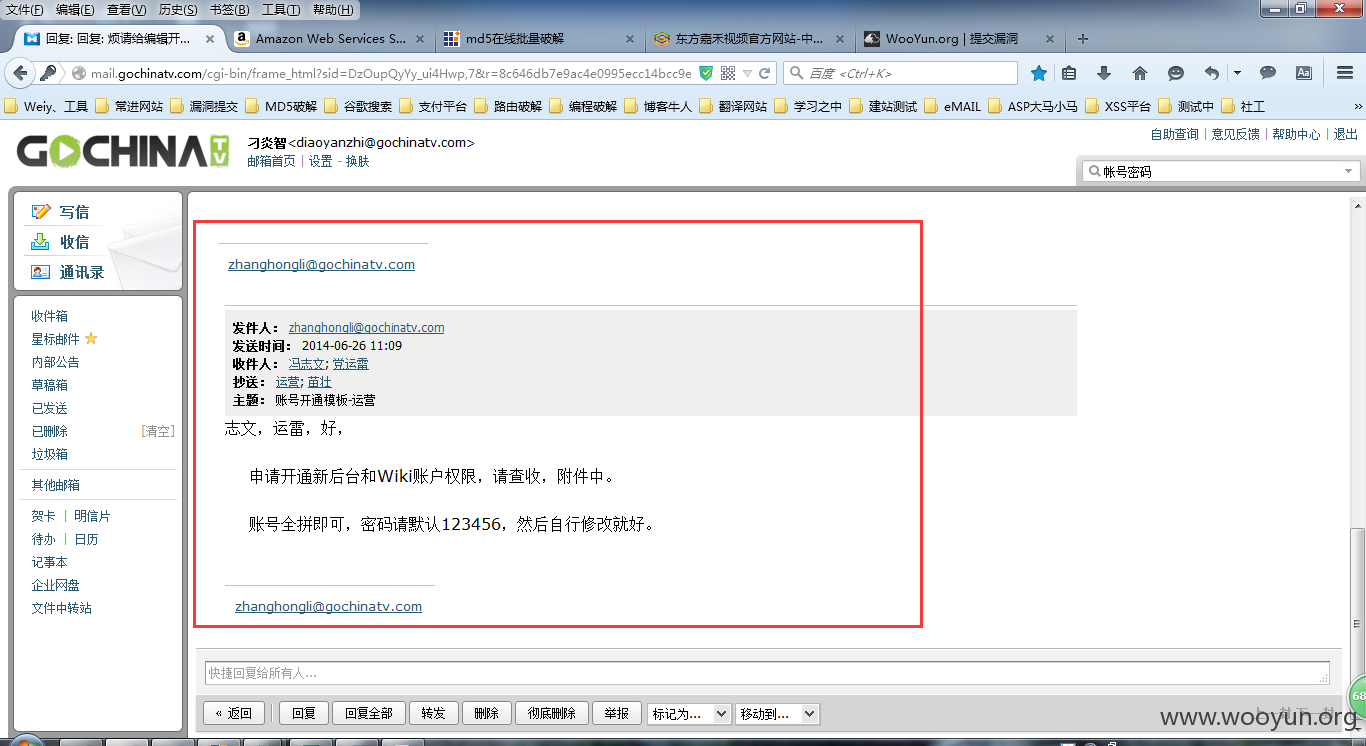 文件(F) 编辑(E) 查看(V) 历史(S) 书签(B) 工具(T) 帮助(H)
回复: 回复: 烦请给编辑开... × Amazon Web Services S... × md5在线批量破解 × 东方嘉禾视频官方网站-中... × WooYun.org | 提交漏洞 ×
mail.gochinatv.com/cgi-bin/frame_html?sid=DzOupQyYy_ui4Hwp,7&r=8c646db7e9ac4e0995ecc14bcc9e 百度 <Ctrl+K>
Weiy、工具 常进网站 漏洞提交 MD5破解 谷歌搜索 支付平台 路由破解 编程破解 博客牛人 翻译网站 学习之中 建站测试 eMAIL ASP大马小马 XSS平台 测试中 社工 »
GOCHINA TV
刁炎智<diaoyanzhi@gochinatv.com>
邮箱首页 | 设置 - 换肤
自助查询 | 意见反馈 | 帮助中心 | 退出
帐号密码
写信
收信
通讯录
收件箱
星标邮件
内部公告
草稿箱
已发送
已删除 [清空]
垃圾箱
其他邮箱
贺卡 | 明信片
待办 | 日历
记事本
企业网盘
文件中转站
zhanghongli@gochinatv.com
发件人： zhanghongli@gochinatv.com
发送时间： 2014-06-26 11:09
收件人： 冯志文; 党运雷
抄送： 运营; 苗壮
主题： 账号开通模板-运营
志文，运雷，好，
申请开通新后台和Wiki账户权限，请查收，附件中。
账号全拼即可，密码请默认123456，然后自行修改就好。
zhanghongli@gochinatv.com
快捷回复给所有人...
« 返回 回复 回复全部 转发 删除 彻底删除 举报 标记为... 移动到...
68
www.wooyun.org